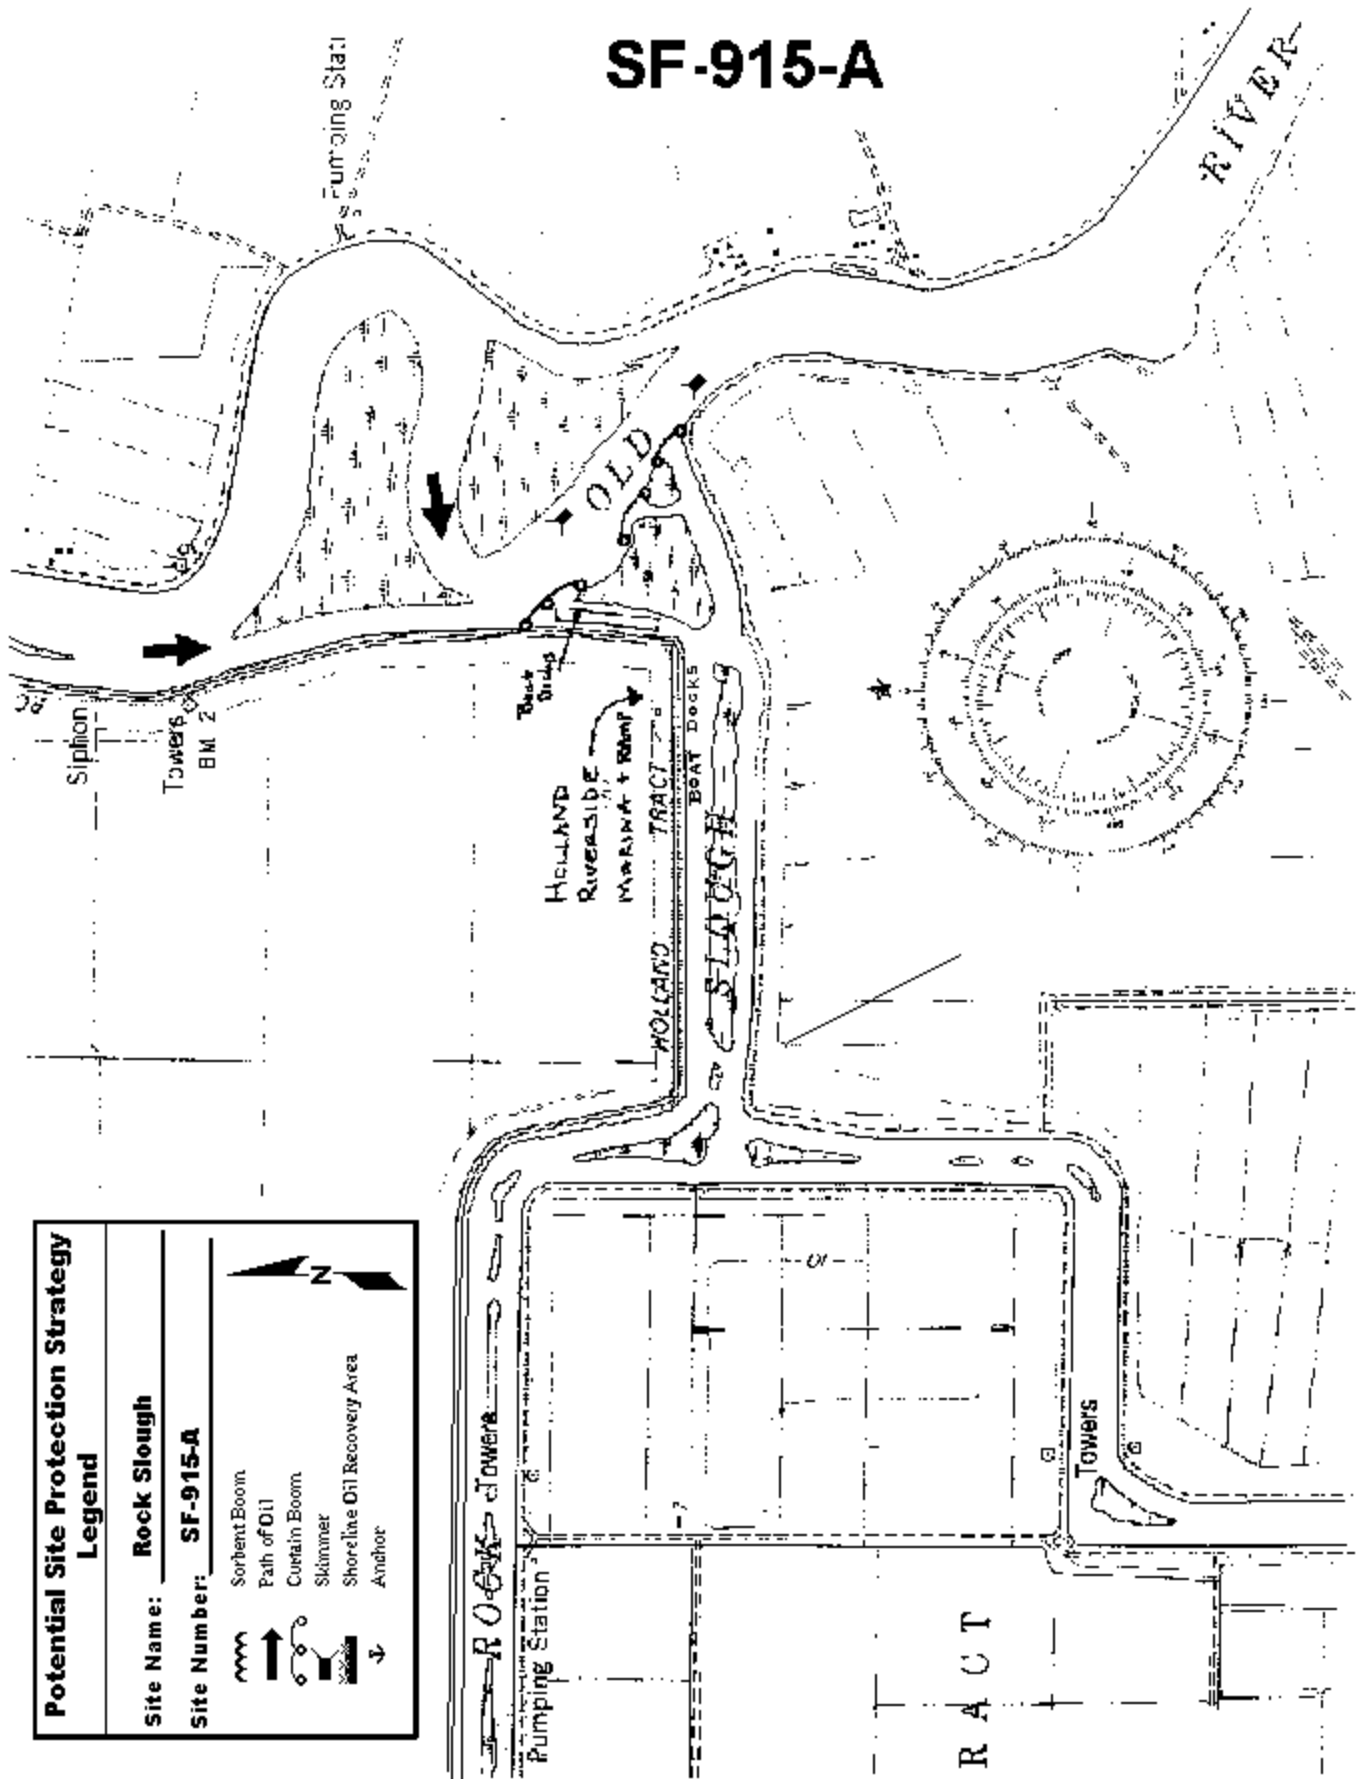 SF-915-A
Pumping Stati
RIVER
OLD
Siphon
Towers
BM 2
Boat
HOLLAND
RIVERSIDE
MARINA + RAMP
HOLLAND TRACT
BOAT DOCKS
SLOUGH
ROCK
Towers
Pumping Station
Towers
RACT
Potential Site Protection Strategy
Legend
Site Name: Rock Slough
Site Number: SF-915-A
N
Sorbent Boom
Path of Oil
Curtain Boom
Skimmer
Shoreline Oil Recovery Area
Anchor